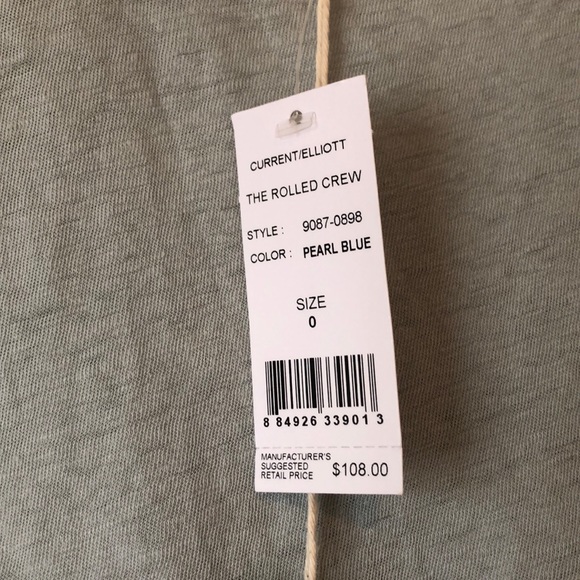 CURRENT/ELLIOTT
THE ROLLED CREW
STYLE : 9087-0898
COLOR : PEARL BLUE
SIZE
0
8 84926 33901 3
MANUFACTURER'S
SUGGESTED
RETAIL PRICE $108.00